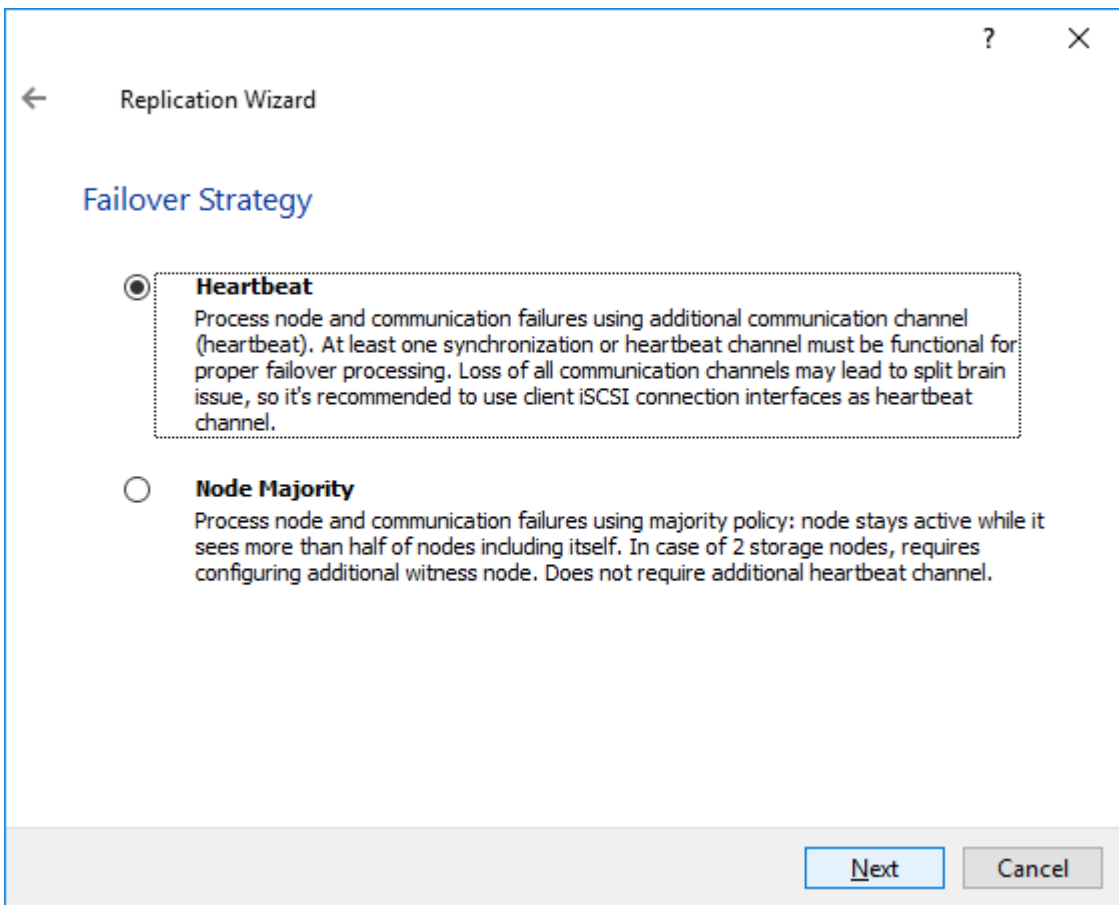 ?
Replication Wizard
Failover Strategy
Heartbeat
Process node and communication failures using additional communication channel
(heartbeat). At least one synchronization or heartbeat channel must be functional for
proper failover processing. Loss of all communication channels may lead to split brain
issue, so it's recommended to use client iSCSI connection interfaces as heartbeat
channel.
Node Majority
Process node and communication failures using majority policy: node stays active while it
sees more than half of nodes including itself. In case of 2 storage nodes, requires
configuring additional witness node. Does not require additional heartbeat channel.
Next
Cancel